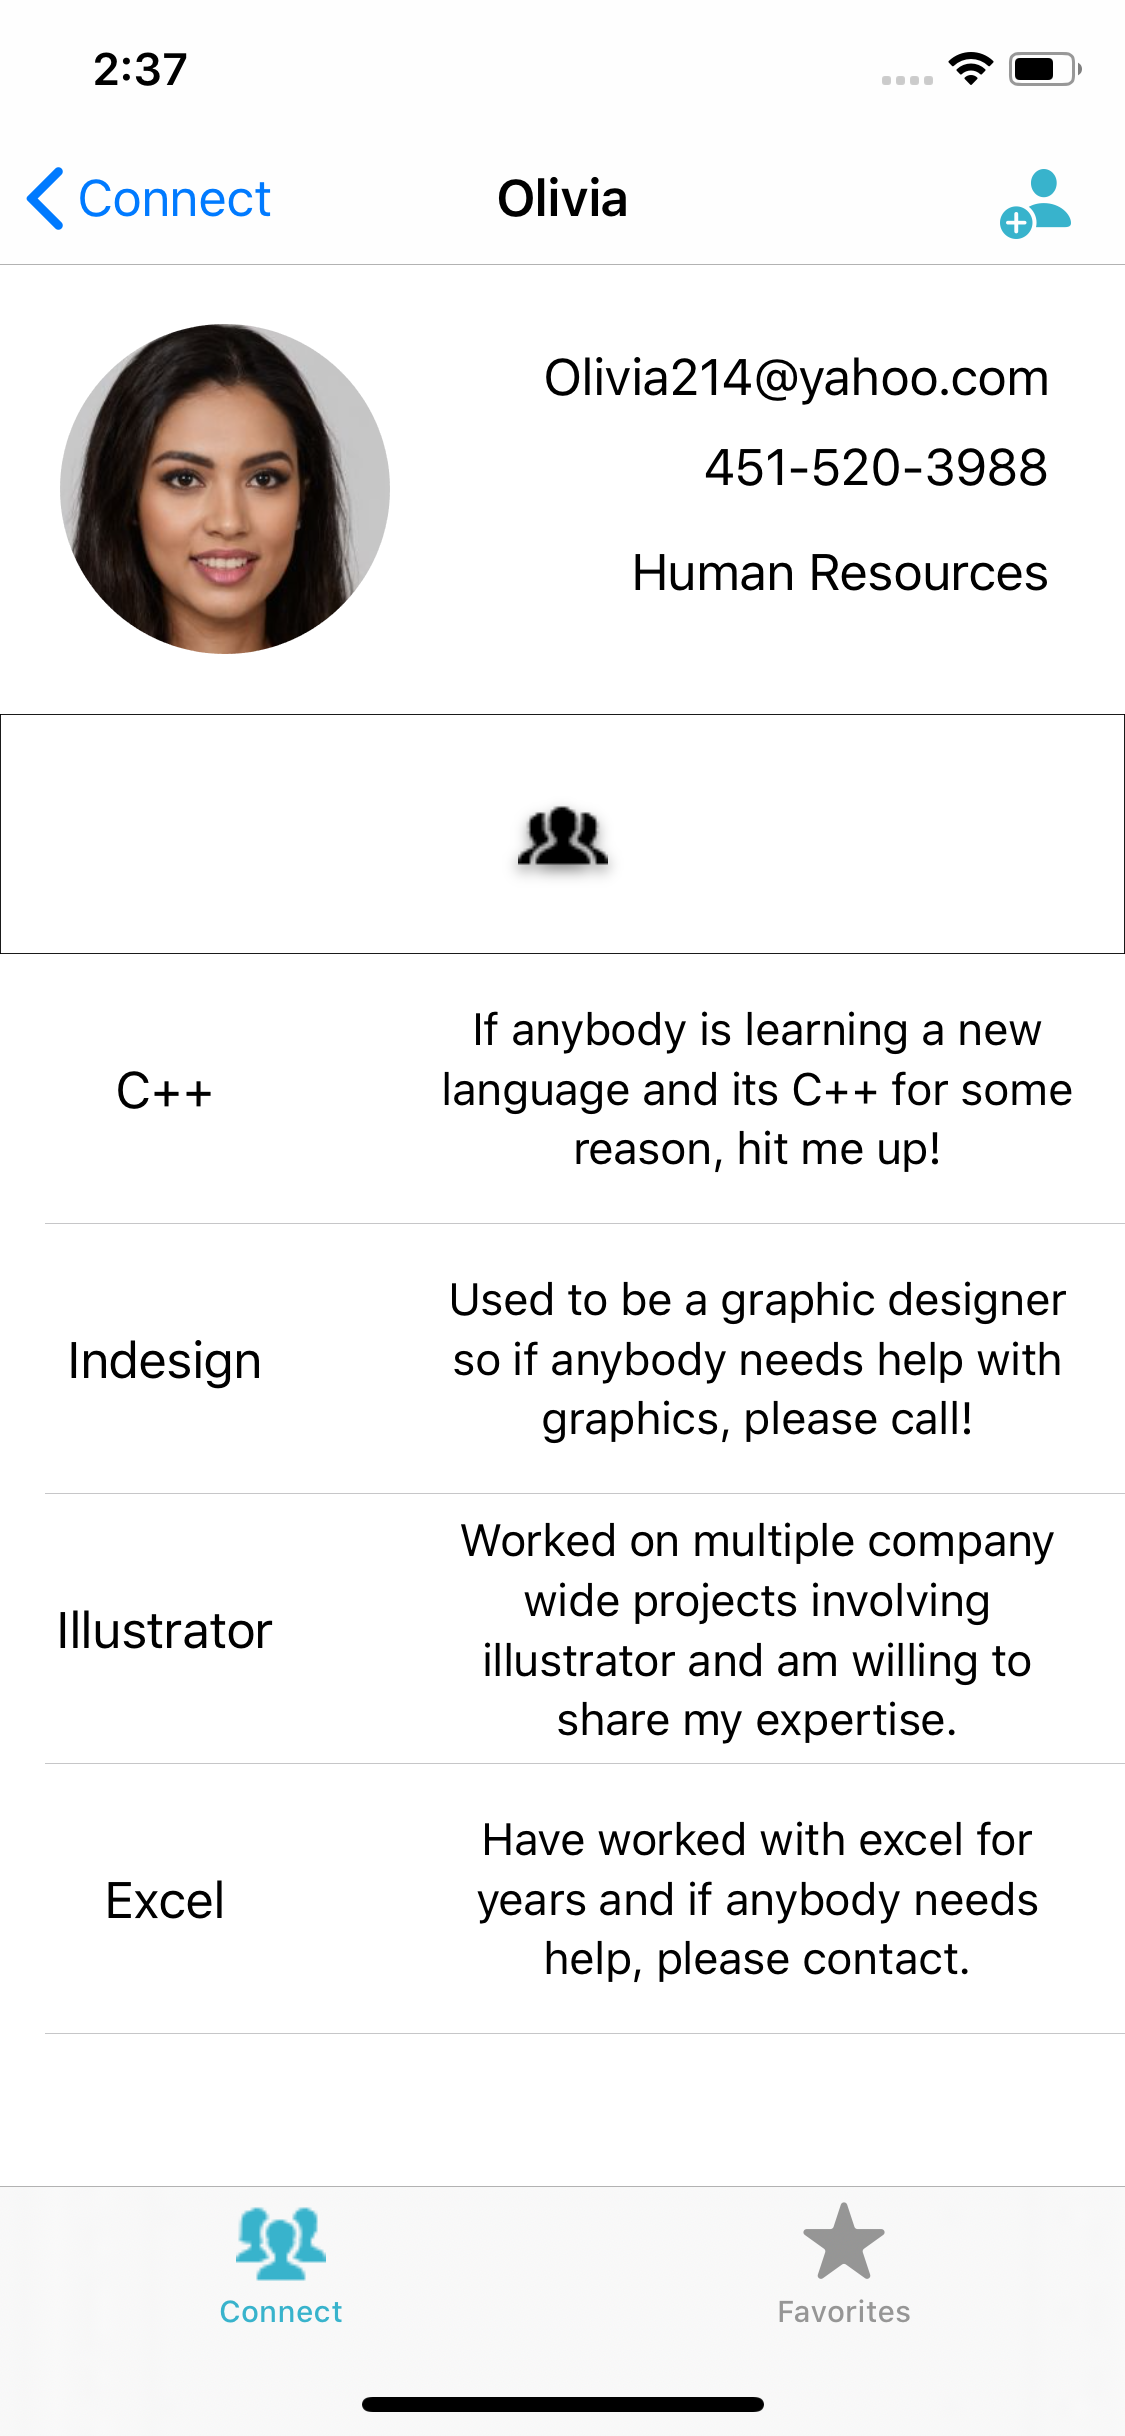 2:37
Connect
Olivia
Olivia214@yahoo.com
451-520-3988
Human Resources
C++
If anybody is learning a new
language and its C++ for some
reason, hit me up!
Indesign
Used to be a graphic designer
so if anybody needs help with
graphics, please call!
Illustrator
Worked on multiple company
wide projects involving
illustrator and am willing to
share my expertise.
Excel
Have worked with excel for
years and if anybody needs
help, please contact.
Connect
Favorites